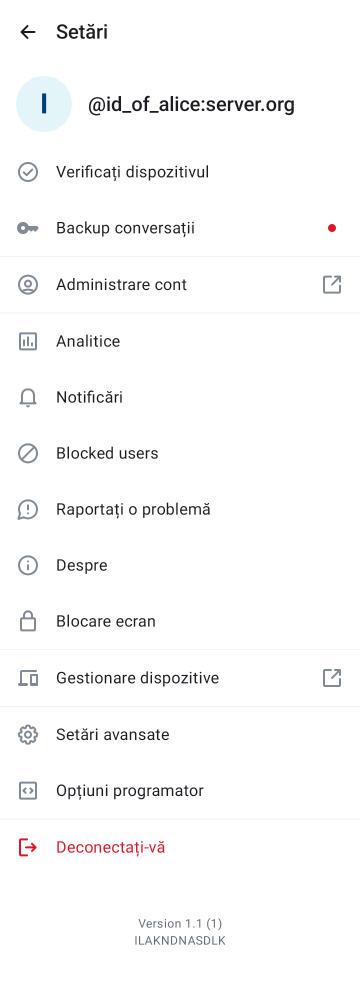 Setări
I
@id_of_alice:server.org
Verificați dispozitivul
Backup conversații
Administrare cont
Analitice
Notificări
Blocked users
Raportați o problemă
Despre
Blocare ecran
Gestionare dispozitive
Setări avansate
Opțiuni programator
Deconectați-vă
Version 1.1 (1)
ILAKNDNASDLK